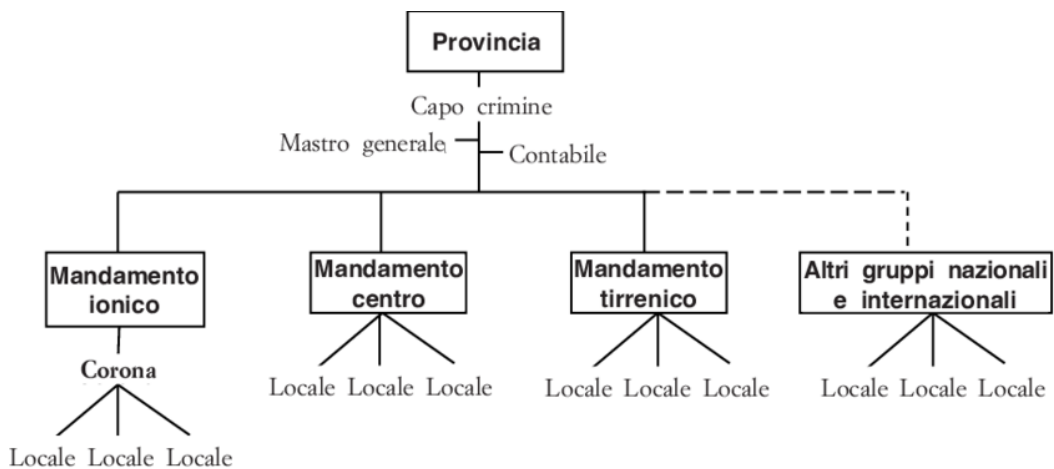 Provincia
Capo crimine
Mastro generale
Contabile
Mandamento
ionico
Mandamento
centro
Mandamento
tirrenico
Altri gruppi nazionali
e internazionali
Corona
Locale Locale Locale
Locale Locale Locale
Locale Locale Locale
Locale Locale Locale